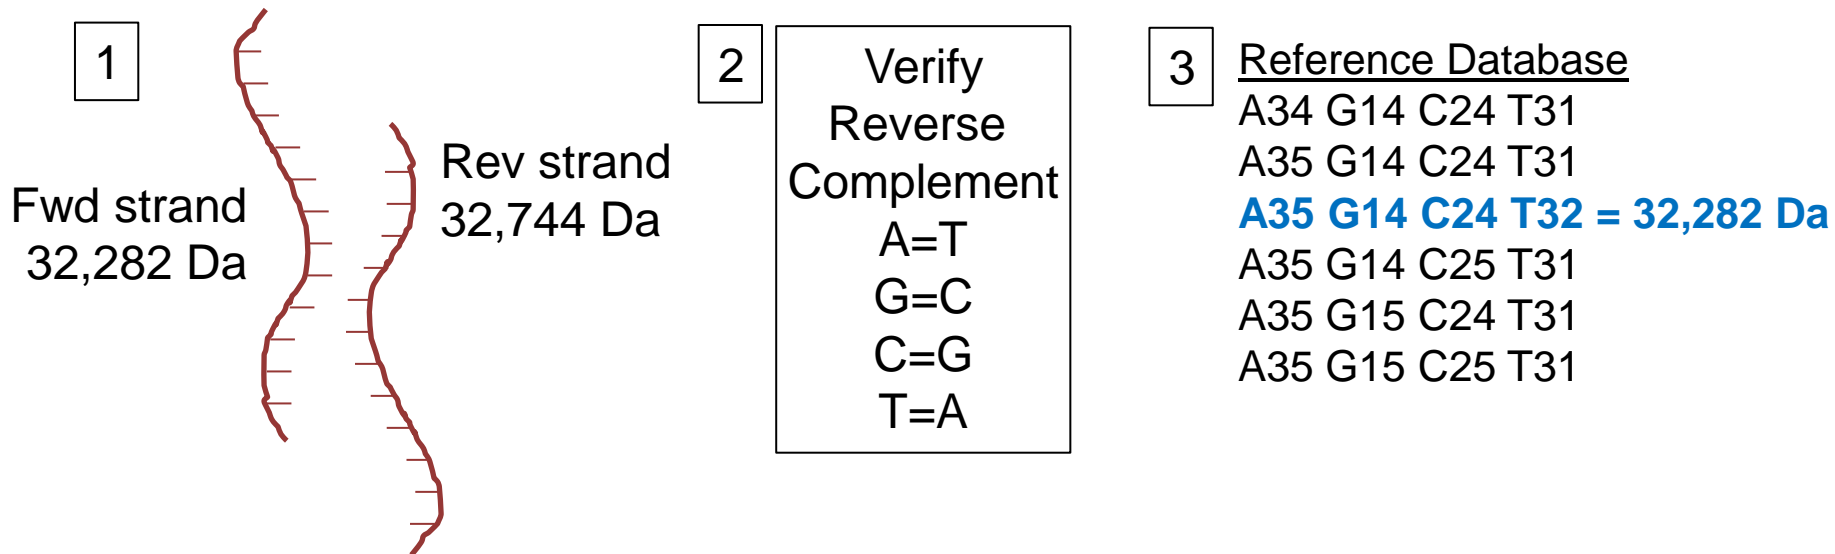 1
Fwd strand
32,282 Da
Rev strand
32,744 Da
2
Verify
Reverse
Complement
A=T
G=C
C=G
T=A
3
Reference Database
A34 G14 C24 T31
A35 G14 C24 T31
A35 G14 C24 T32 = 32,282 Da
A35 G14 C25 T31
A35 G15 C24 T31
A35 G15 C25 T31